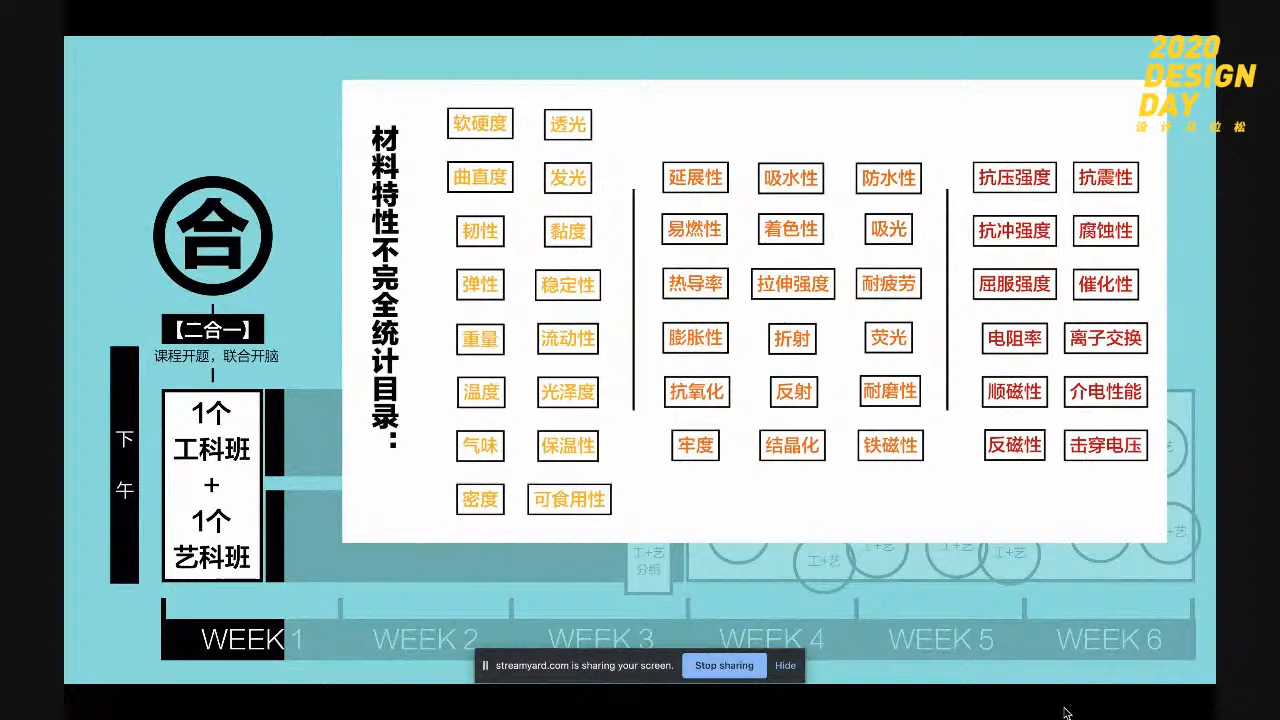 2020
DESIGN
DAY
设计马拉松
材料特性不完全统计目录：
软硬度 透光
曲直度 发光
韧性 黏度
弹性 稳定性
重量 流动性
温度 光泽度
气味 保温性
密度 可食用性
延展性 吸水性 防水性
易燃性 着色性 吸光
热导率 拉伸强度 耐疲劳
膨胀性 折射 荧光
抗氧化 反射 耐磨性
牢度 结晶化 铁磁性
抗压强度 抗震性
抗冲强度 腐蚀性
屈服强度 催化性
电阻率 离子交换
顺磁性 介电性能
反磁性 击穿电压
合
【二合一】
课程开题，联合开脑
下午
1个
工科班
+
1个
艺科班
工+艺
分组
工+艺
工+艺
工+艺
工+艺
WEEK 1 WEEK 2 WEEK 3 WEEK 4 WEEK 5 WEEK 6
streamyard.com is sharing your screen. Stop sharing Hide